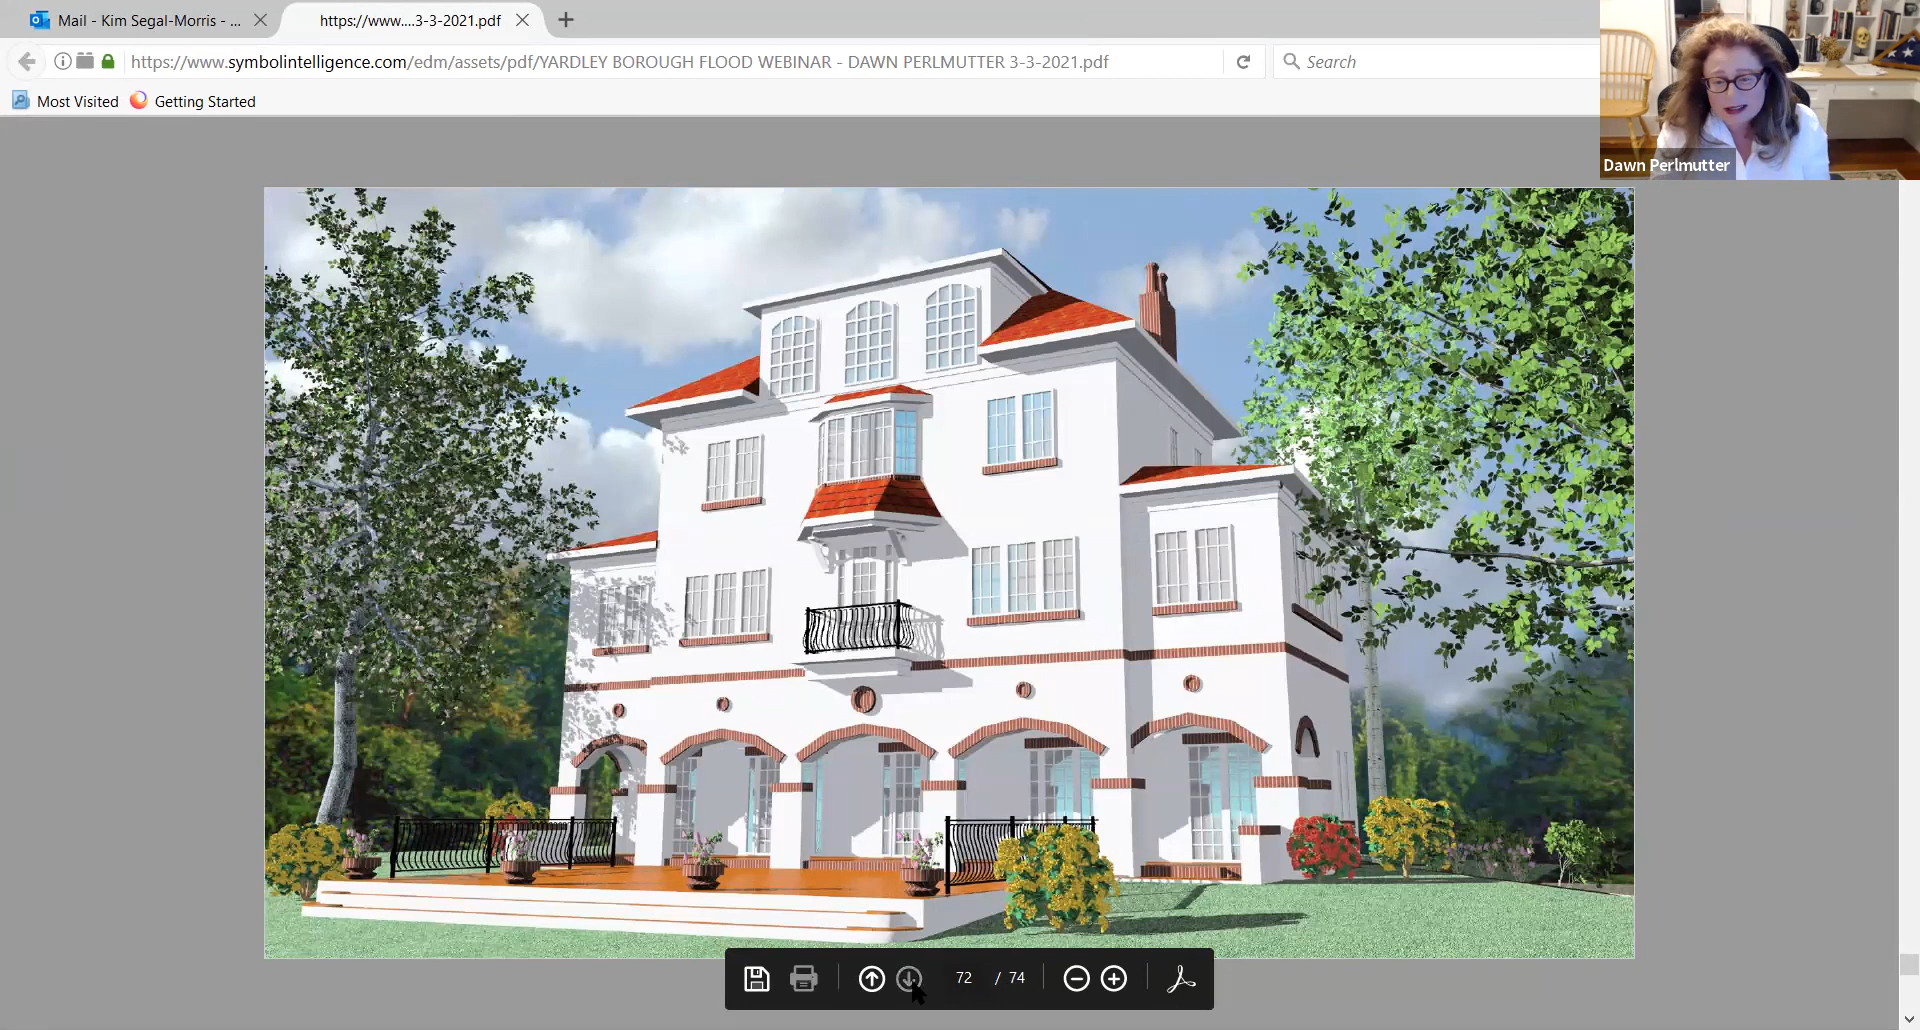 Mail - Kim Segal-Morris - ...
https://www....3-3-2021.pdf
https://www.symbolintelligence.com/edm/assets/pdf/YARDLEY BOROUGH FLOOD WEBINAR - DAWN PERLMUTTER 3-3-2021.pdf
Search
Most Visited
Getting Started
Dawn Perlmutter
72 / 74